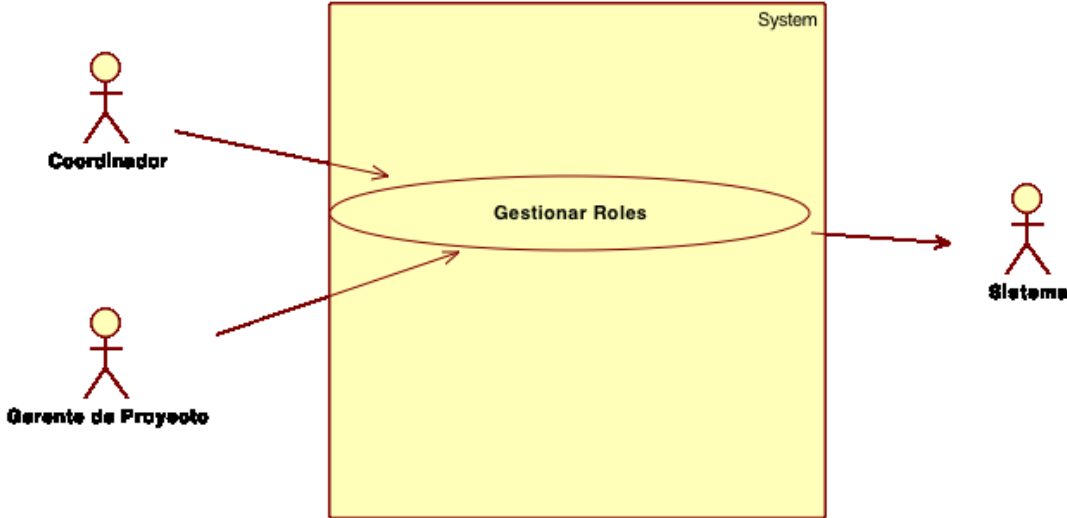 System
Coordinador
Gestionar Roles
Sistema
Gerente de Proyecto